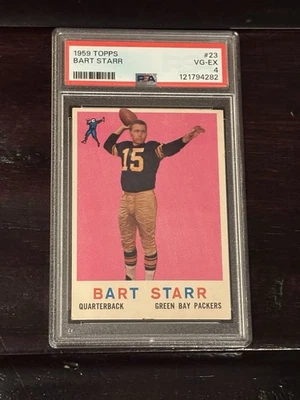 1959 TOPPS #23
BART STARR VG-EX
PSA 4
121794282
15
BART STARR
QUARTERBACK GREEN BAY PACKERS